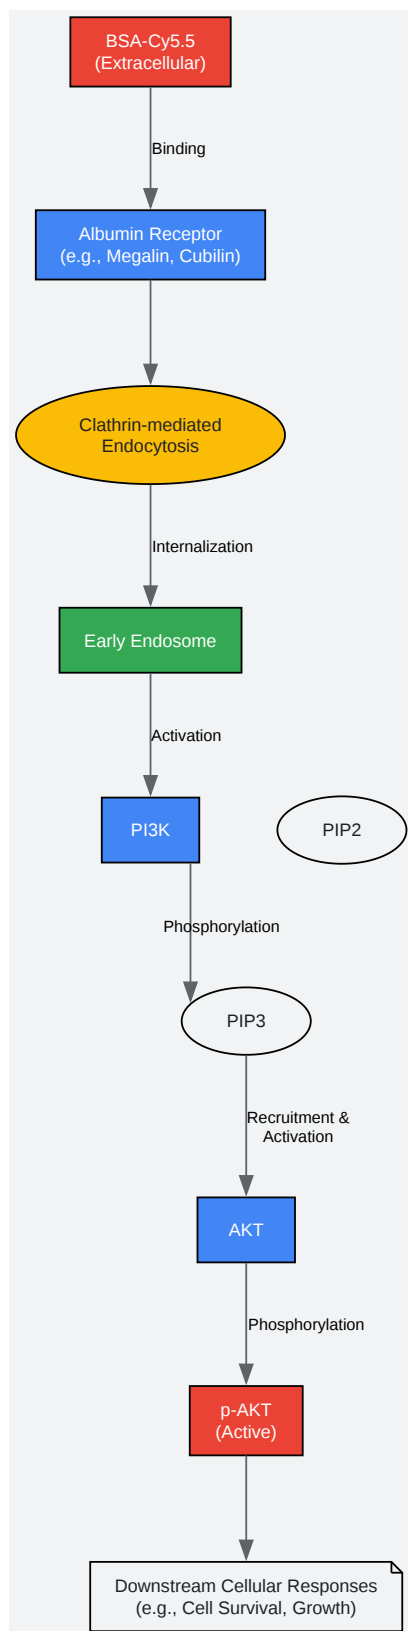 BSA-Cy5.5
(Extracellular)
Binding
Albumin Receptor
(e.g., Megalin, Cubilin)
Clathrin-mediated
Endocytosis
Internalization
Early Endosome
Activation
PI3K
PIP2
Phosphorylation
PIP3
Recruitment &
Activation
AKT
Phosphorylation
p-AKT
(Active)
Downstream Cellular Responses
(e.g., Cell Survival, Growth)